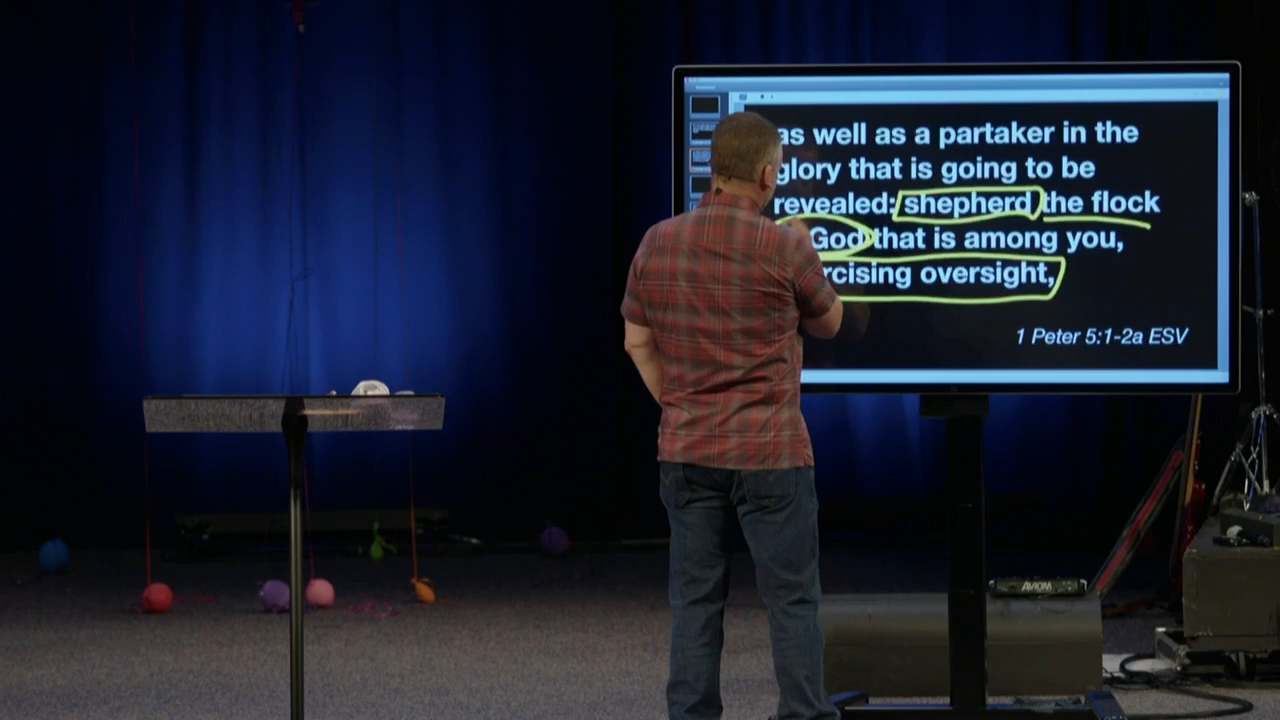 as well as a partaker in the
glory that is going to be
revealed: shepherd the flock
God that is among you,
rcising oversight,
1 Peter 5:1-2a ESV
AVIOM